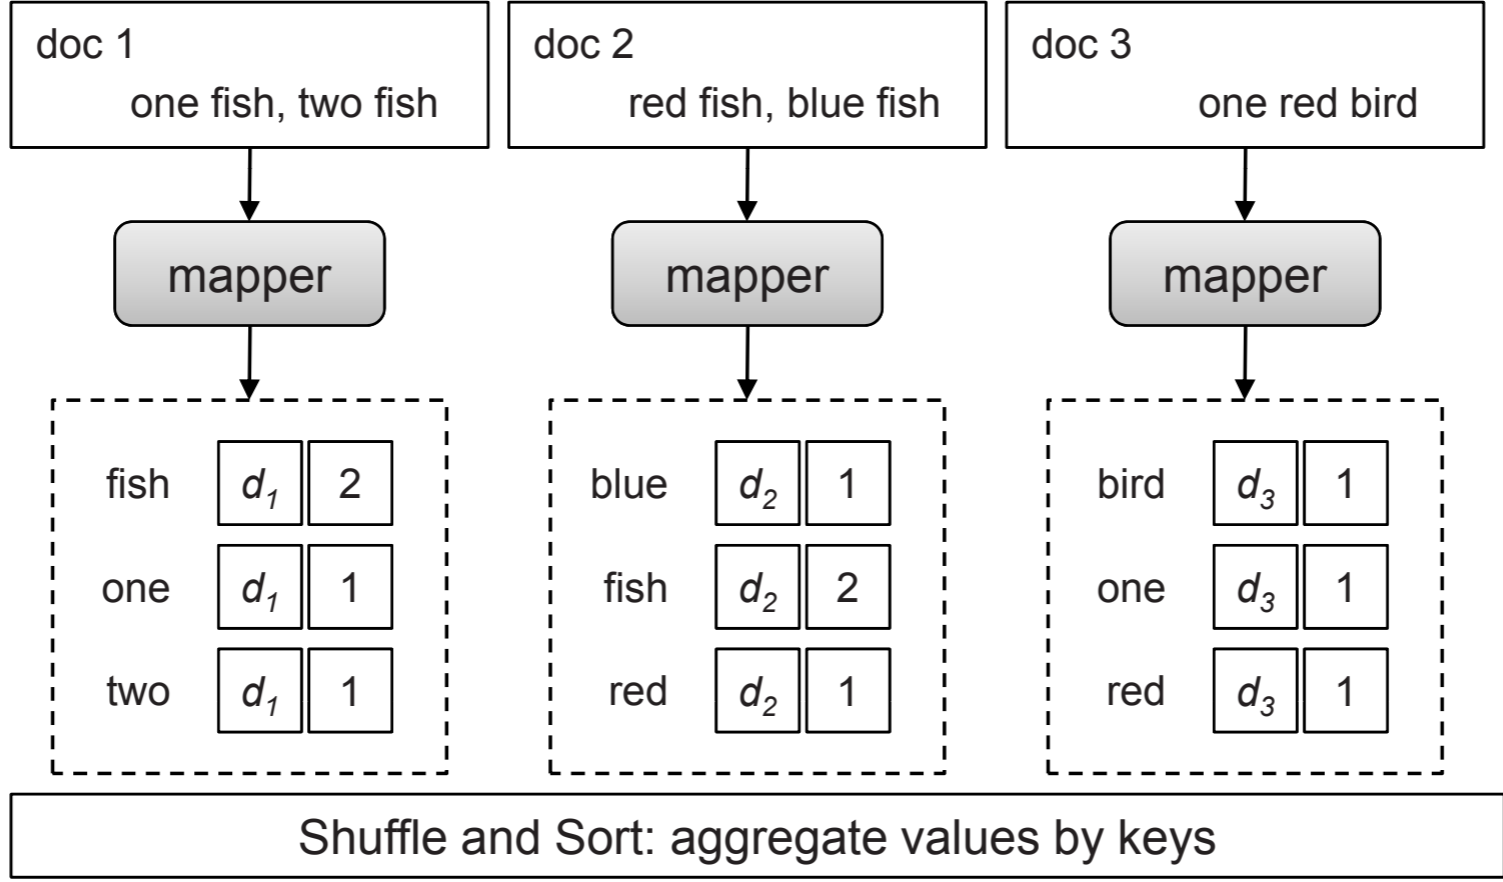 doc 1
one fish, two fish
doc 2
red fish, blue fish
doc 3
one red bird
mapper
mapper
mapper
fish d1 2
one d1 1
two d1 1
blue d2 1
fish d2 2
red d2 1
bird d3 1
one d3 1
red d3 1
Shuffle and Sort: aggregate values by keys